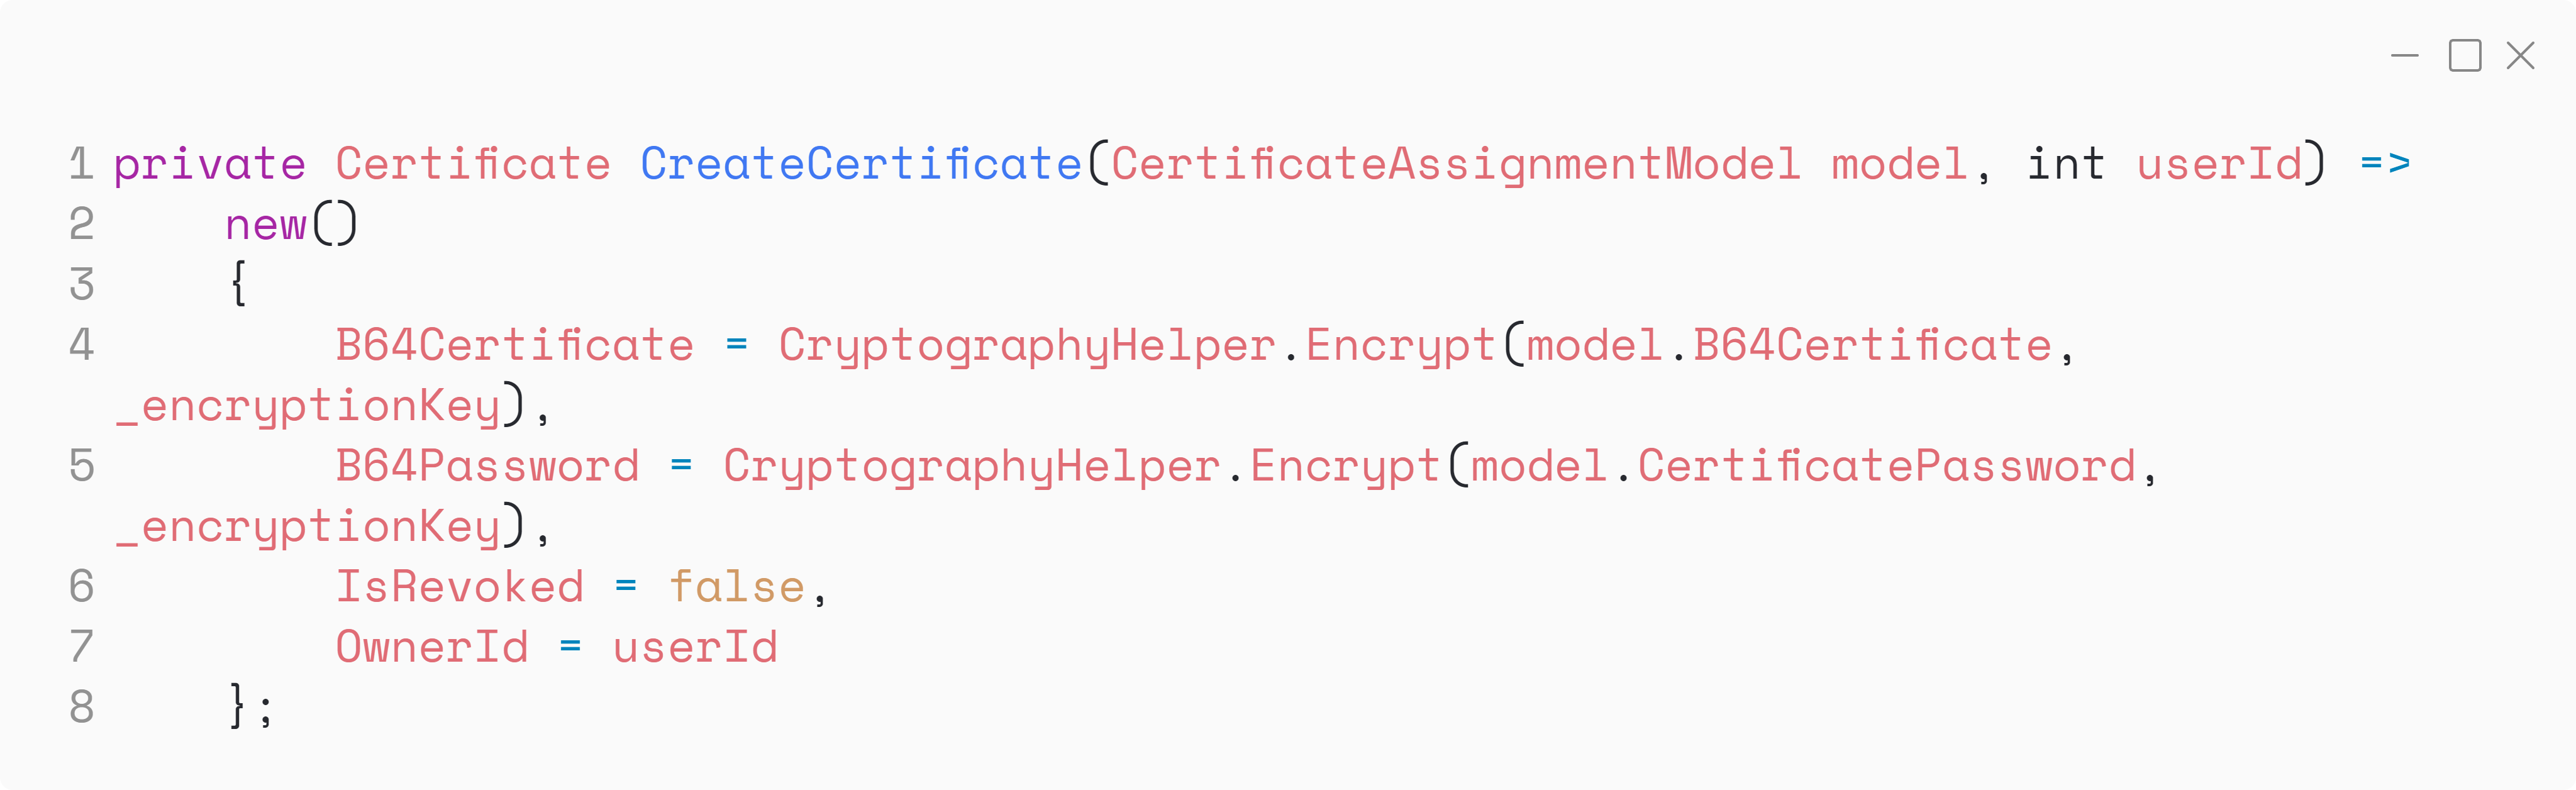 1 private Certificate CreateCertificate(CertificateAssignmentModel model, int userId) =>
2     new()
3     {
4         B64Certificate = CryptographyHelper.Encrypt(model.B64Certificate,
_encryptionKey),
5         B64Password = CryptographyHelper.Encrypt(model.CertificatePassword,
_encryptionKey),
6         IsRevoked = false,
7         OwnerId = userId
8     };